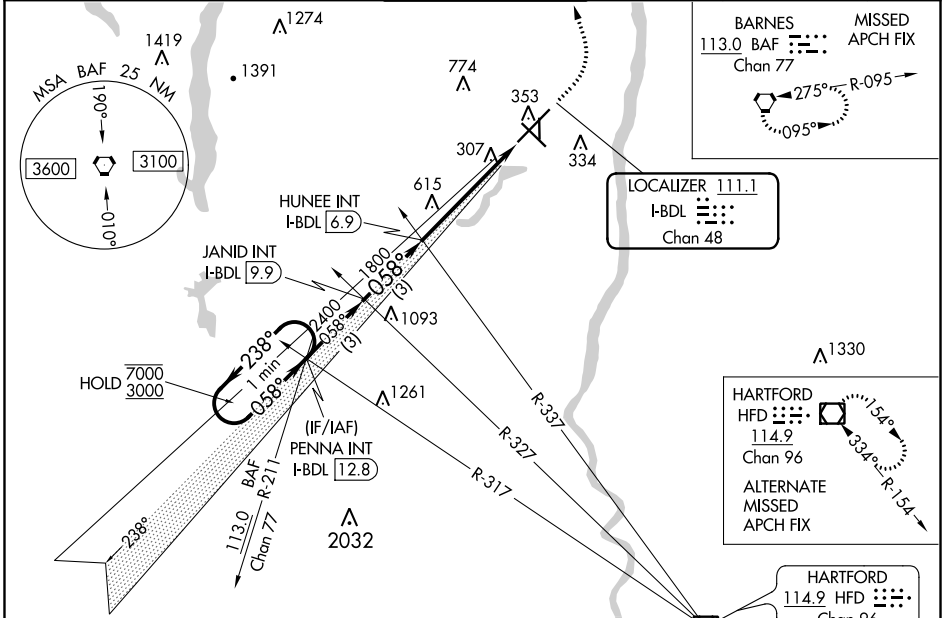 1274
1419
1391
774
353
307
334
615
MSA BAF 25 NM
190°
3600
3100
010°
BARNES
113.0 BAF
Chan 77
MISSED
APCH FIX
275°
R-095
095°
LOCALIZER 111.1
I-BDL
Chan 48
HUNEE INT
I-BDL 6.9
JANID INT
I-BDL 9.9
1800
058°
(3)
2400
058°
(3)
1093
238°
1 min
058°
HOLD 7000
3000
1261
(IF/IAF)
PENNA INT
I-BDL 12.8
BAF
R-211
113.0
Chan 77
238°
2032
R-337
R-327
R-317
1330
HARTFORD
HFD
114.9
Chan 96
154°
334°
R-154
ALTERNATE
MISSED
APCH FIX
HARTFORD
114.9 HFD
Chan 96